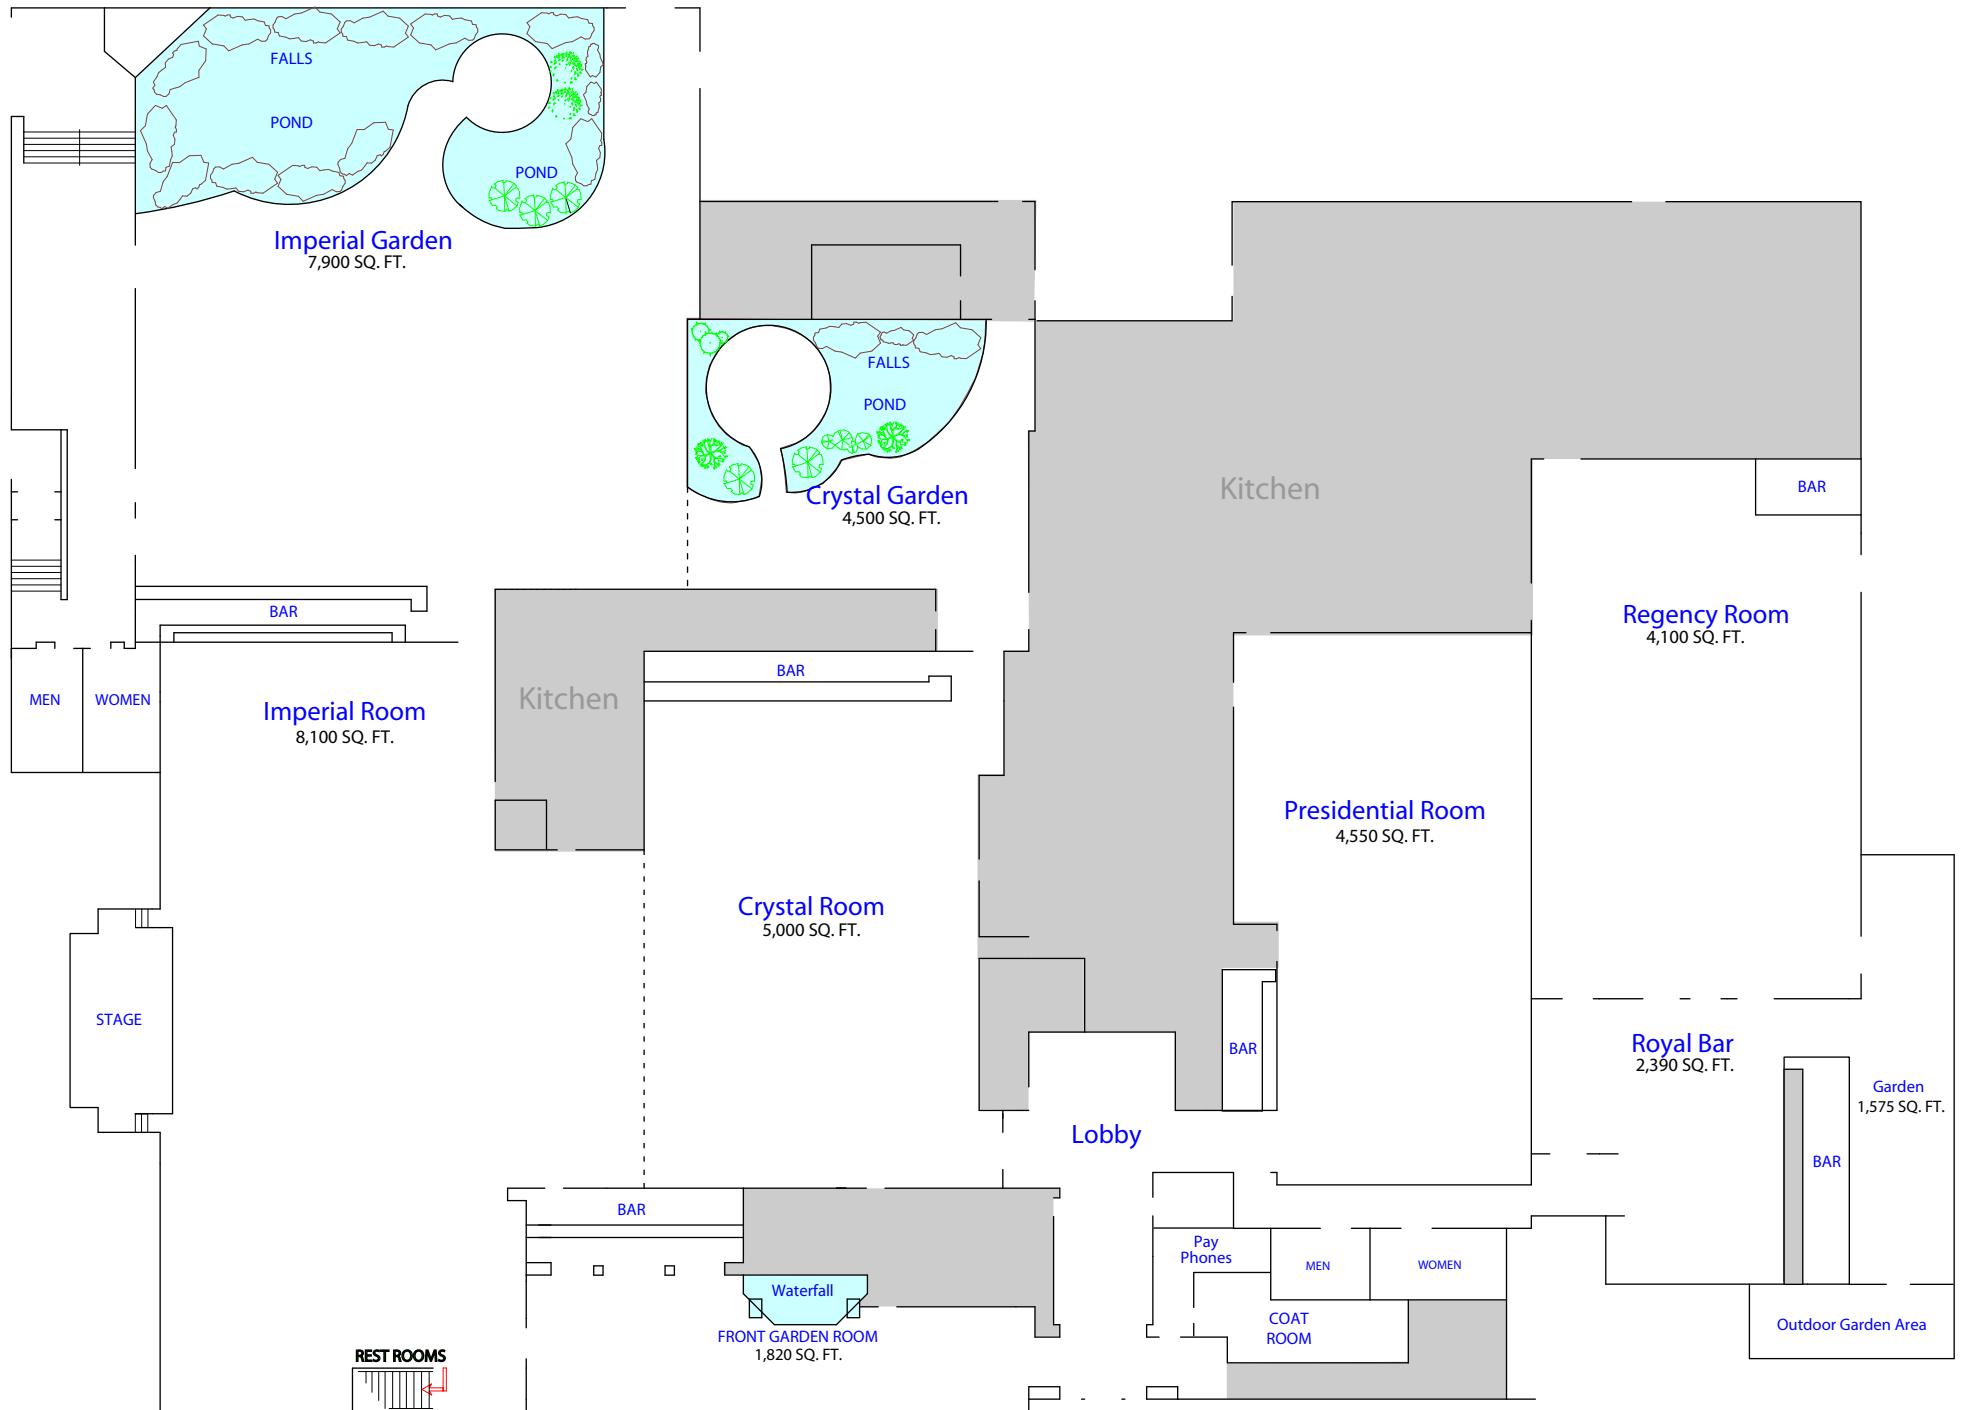 FALLS
POND
POND
Imperial Garden
7,900 SQ. FT.
FALLS
POND
Crystal Garden
4,500 SQ. FT.
Kitchen
BAR
BAR
Regency Room
4,100 SQ. FT.
BAR
Kitchen
MEN
WOMEN
Imperial Room
8,100 SQ. FT.
Presidential Room
4,550 SQ. FT.
Crystal Room
5,000 SQ. FT.
STAGE
BAR
Royal Bar
2,390 SQ. FT.
Garden
1,575 SQ. FT.
Lobby
BAR
BAR
Pay
Phones
MEN
WOMEN
Waterfall
COAT
ROOM
Outdoor Garden Area
FRONT GARDEN ROOM
1,820 SQ. FT.
REST ROOMS